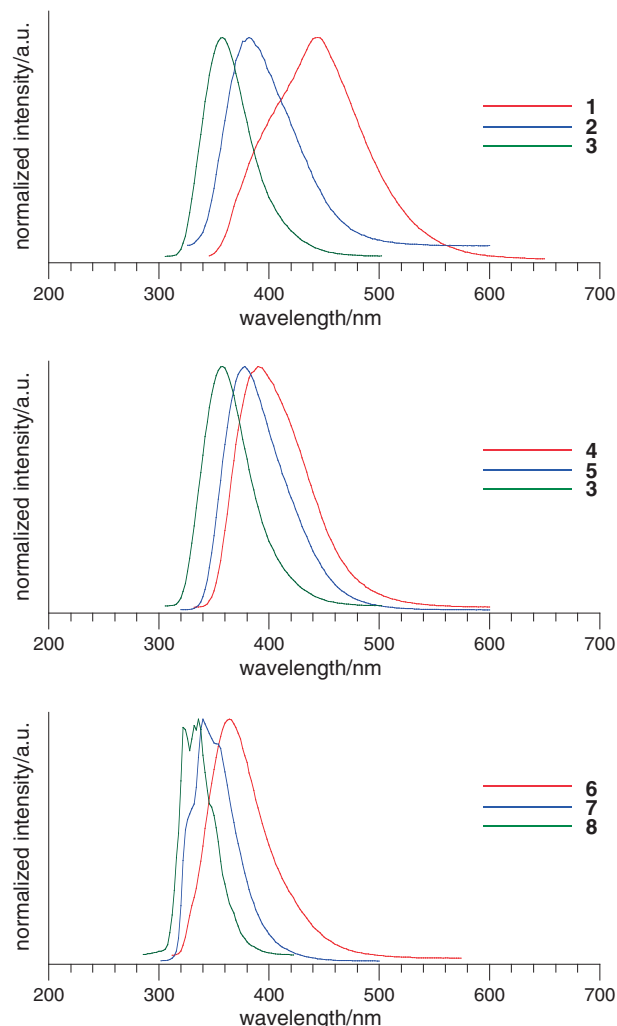 normalized intensity/a.u.
1
2
3
200 300 400 500 600 700
wavelength/nm
normalized intensity/a.u.
4
5
3
200 300 400 500 600 700
wavelength/nm
normalized intensity/a.u.
6
7
8
200 300 400 500 600 700
wavelength/nm